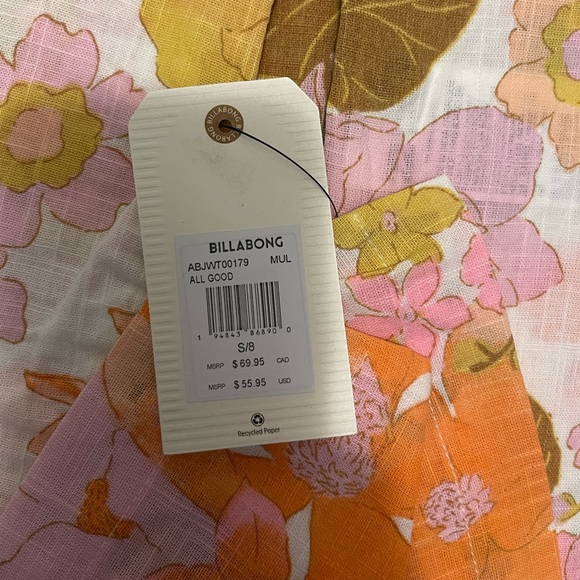 BILLABONG BILLABONG
BILLABONG
ABJWT00179 MUL
ALL GOOD
1 94843 86890 0
S/8
MSRP $69.95 CAD
MSRP $55.95 USD
Recycled Paper